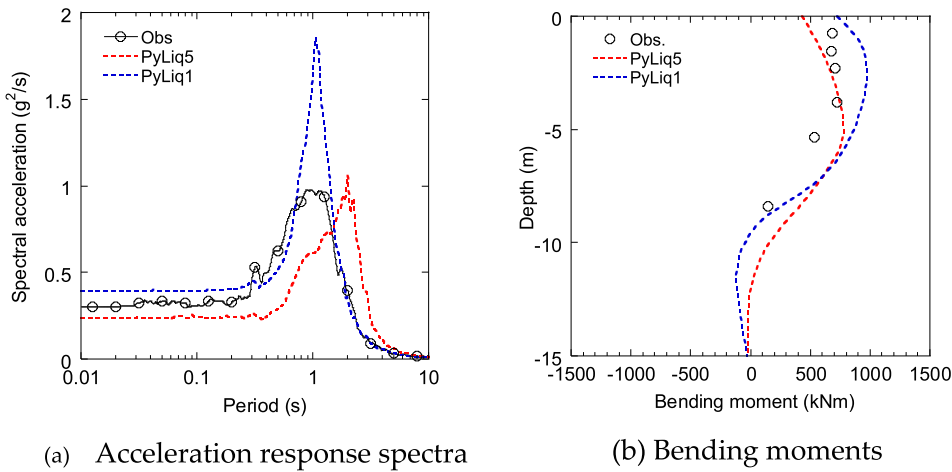 2
1.5
1
0.5
0
Spectral acceleration (g²/s)
Obs
PyLiq5
PyLiq1
0.01
0.1
1
10
Period (s)
(a) Acceleration response spectra
0
-5
-10
-15
Depth (m)
Obs.
PyLiq5
PyLiq1
-1500
-1000
-500
0
500
1000
1500
Bending moment (kNm)
(b) Bending moments